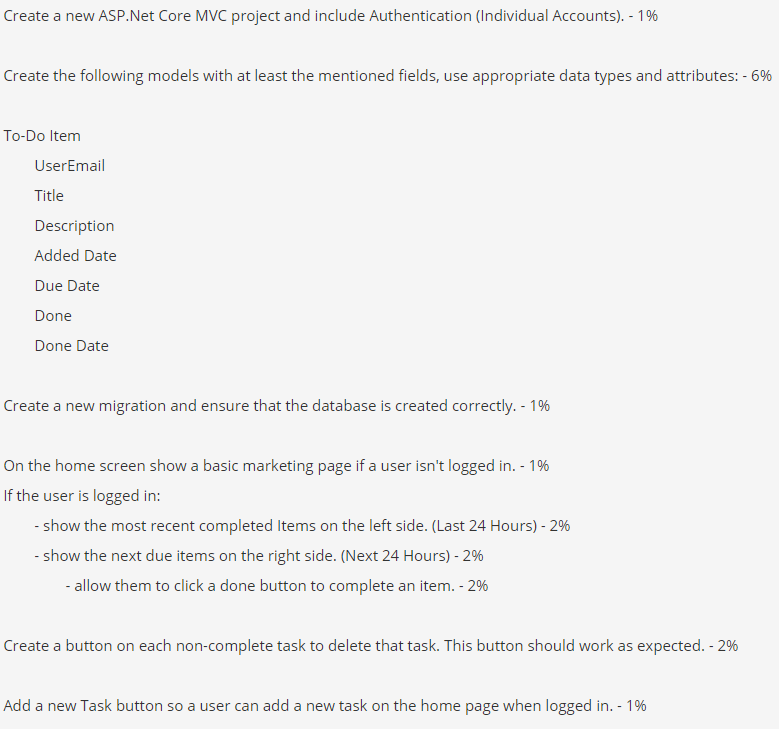 Create a new ASP.Net Core MVC project and include Authentication (Individual Accounts). - 1%
Create the following models with at least the mentioned fields, use appropriate data types and attributes: - 6%
To-Do Item
UserEmail
Title
Description
Added Date
Due Date
Done
Done Date
Create a new migration and ensure that the database is created correctly. - 1%
On the home screen show a basic marketing page if a user isn't logged in. - 1%
If the user is logged in:
- show the most recent completed Items on the left side. (Last 24 Hours) - 2%
- show the next due items on the right side. (Next 24 Hours) - 2%
- allow them to click a done button to complete an item. - 2%
Create a button on each non-complete task to delete that task. This button should work as expected. - 2%
Add a new Task button so a user can add a new task on the home page when logged in. - 1%